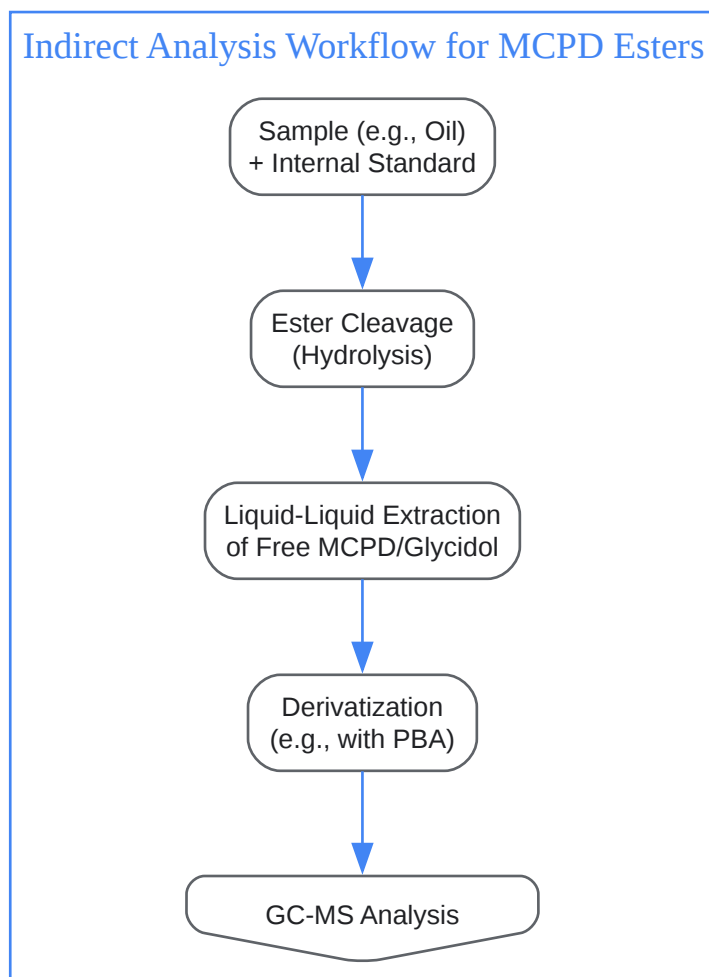 Indirect Analysis Workflow for MCPD Esters
Sample (e.g., Oil)
+ Internal Standard
Ester Cleavage
(Hydrolysis)
Liquid-Liquid Extraction
of Free MCPD/Glycidol
Derivatization
(e.g., with PBA)
GC-MS Analysis